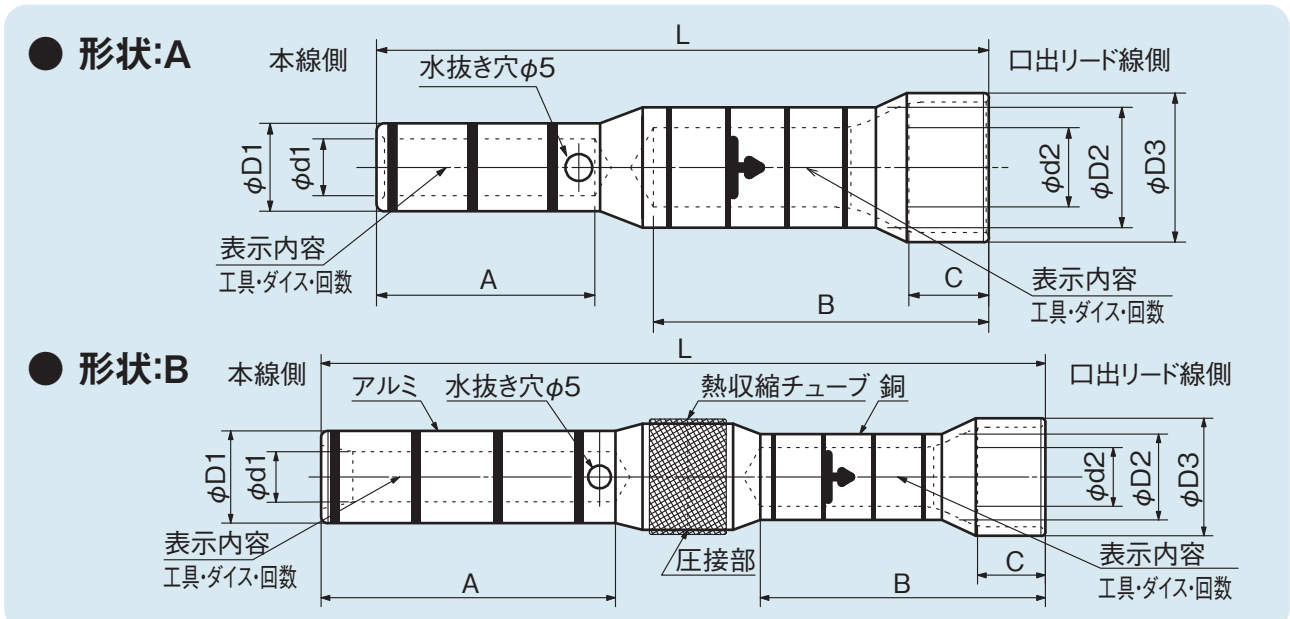 ● 形状:A
L
本線側
水抜き穴φ5
口出リード線側
φD1
φd1
φd2
φD2
φD3
表示内容
工具・ダイス・回数
A
B
C
表示内容
工具・ダイス・回数
● 形状:B
L
本線側
アルミ
水抜き穴φ5
熱収縮チューブ
銅
口出リード線側
φD1
φd1
φd2
φD2
φD3
表示内容
工具・ダイス・回数
圧接部
A
B
C
表示内容
工具・ダイス・回数